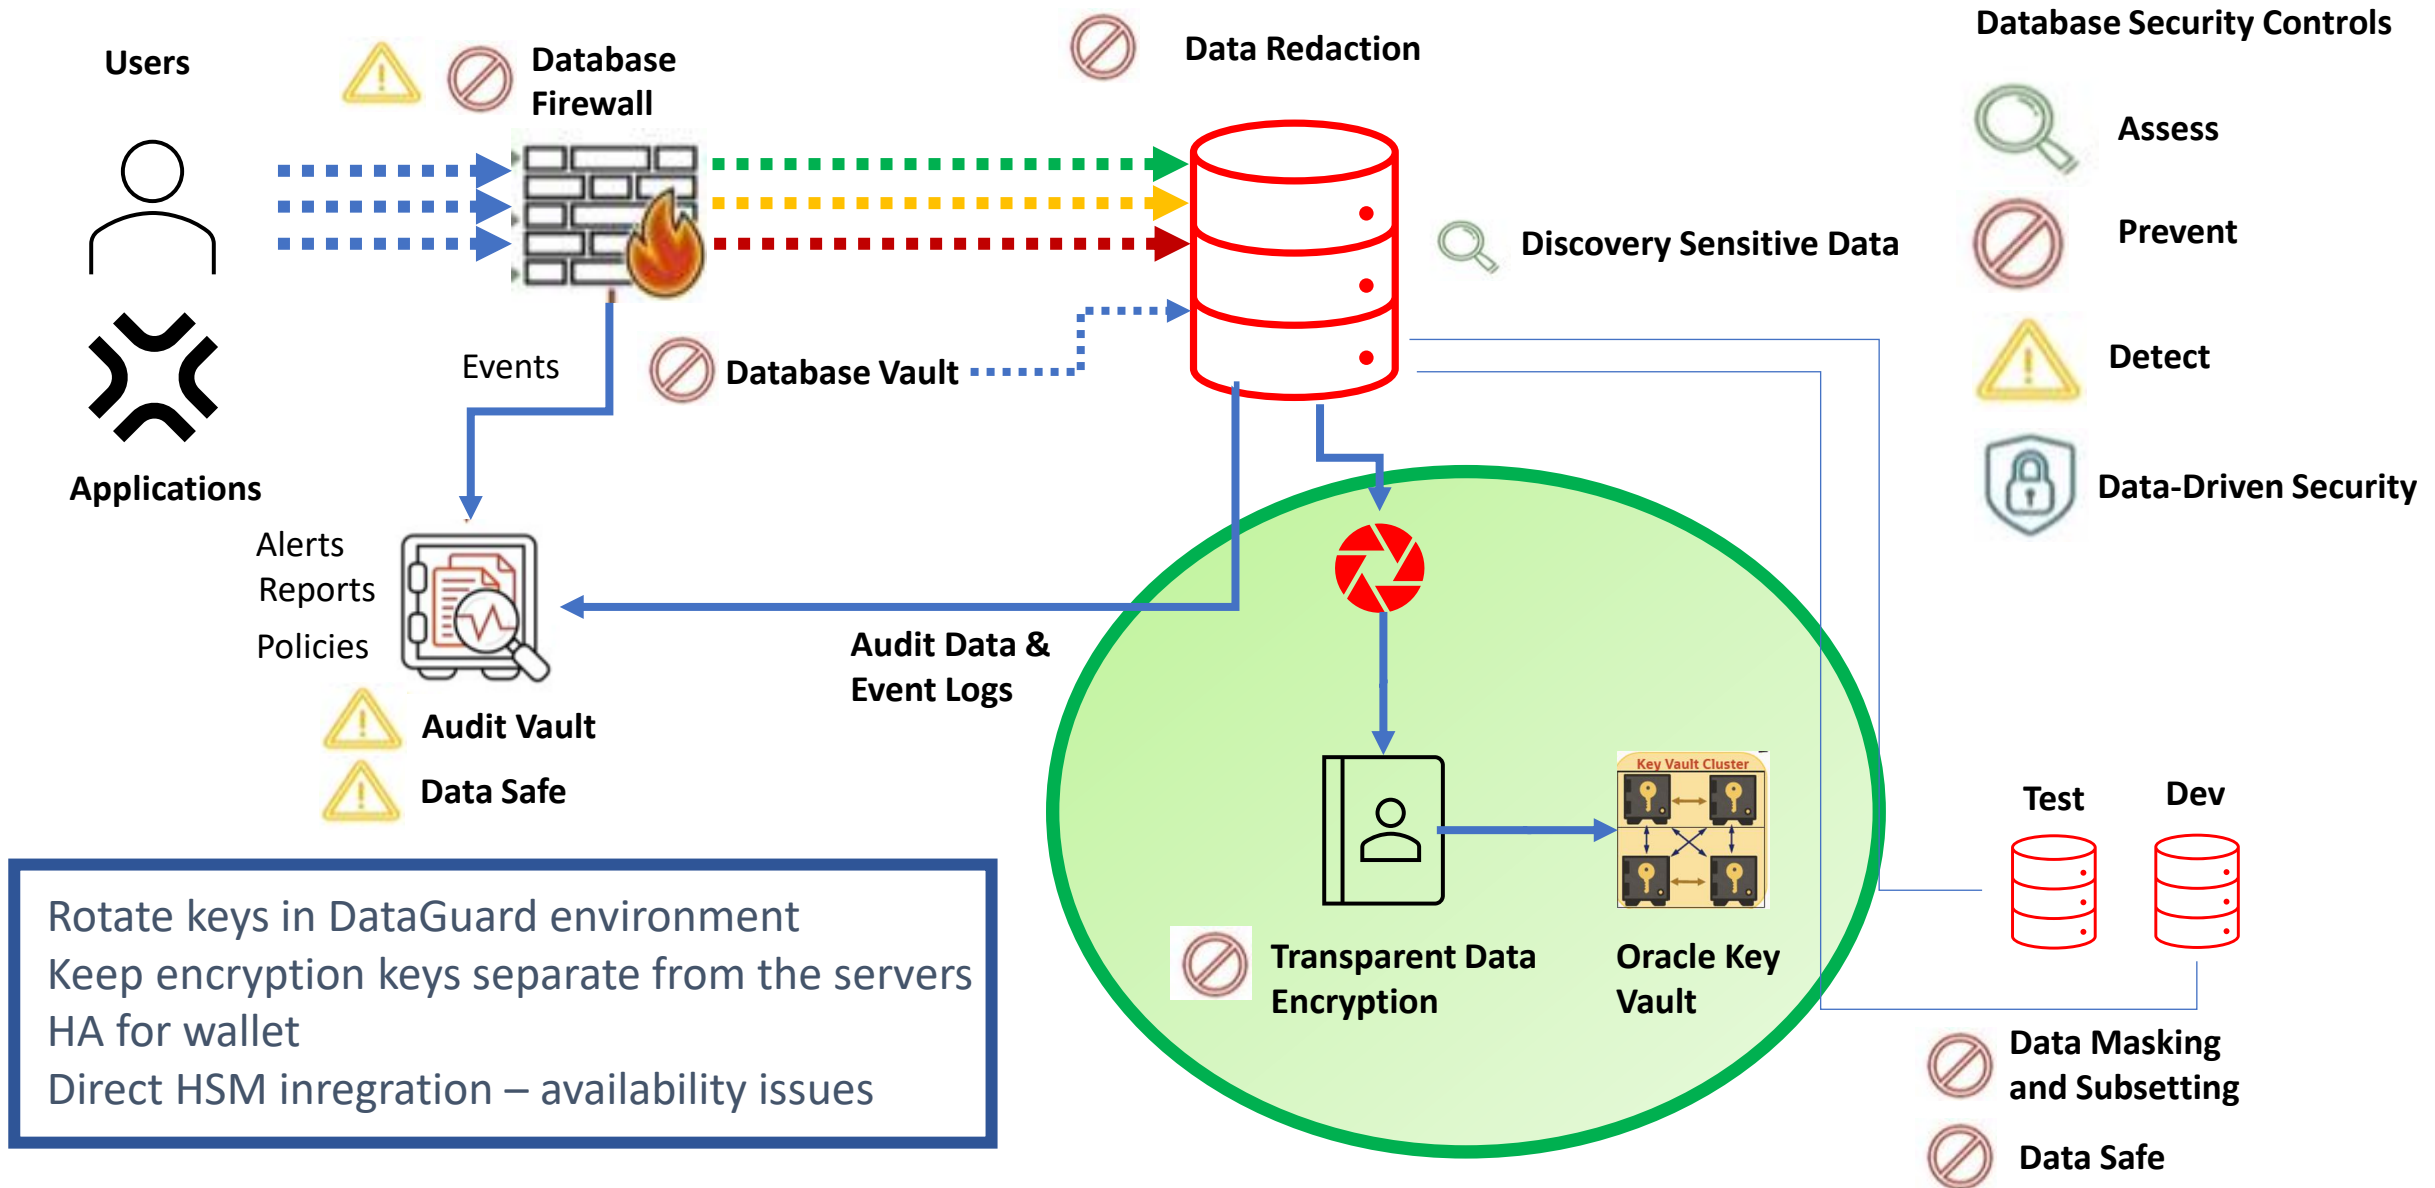 Users
Database
Firewall
Data Redaction
Database Security Controls
Assess
Prevent
Detect
Data-Driven Security
Discovery Sensitive Data
Events
Database Vault
Applications
Alerts
Reports
Policies
Audit Data &
Event Logs
Audit Vault
Data Safe
Key Vault Cluster
Transparent Data
Encryption
Oracle Key
Vault
Test
Dev
Data Masking
and Subsetting
Data Safe
Rotate keys in DataGuard environment
Keep encryption keys separate from the servers
HA for wallet
Direct HSM inregration – availability issues